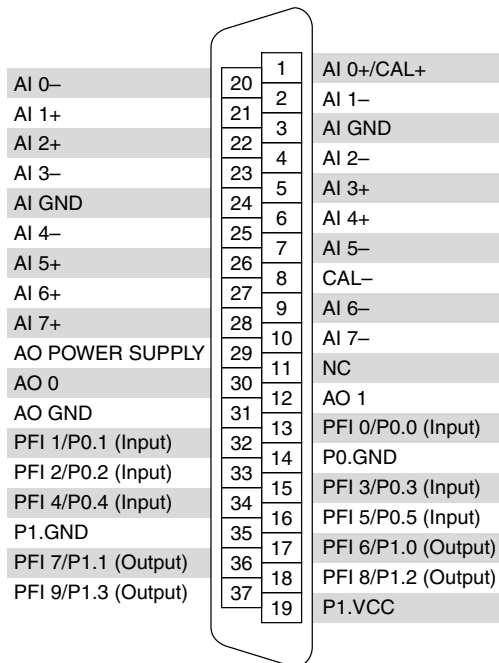 AI 0–
AI 1+
AI 2+
AI 3–
AI GND
AI 4–
AI 5+
AI 6+
AI 7+
AO POWER SUPPLY
AO 0
AO GND
PFI 1/P0.1 (Input)
PFI 2/P0.2 (Input)
PFI 4/P0.4 (Input)
P1.GND
PFI 7/P1.1 (Output)
PFI 9/P1.3 (Output)
20
21
22
23
24
25
26
27
28
29
30
31
32
33
34
35
36
37
1
2
3
4
5
6
7
8
9
10
11
12
13
14
15
16
17
18
19
AI 0+/CAL+
AI 1–
AI GND
AI 2–
AI 3+
AI 4+
AI 5–
CAL–
AI 6–
AI 7–
NC
AO 1
PFI 0/P0.0 (Input)
P0.GND
PFI 3/P0.3 (Input)
PFI 5/P0.5 (Input)
PFI 6/P1.0 (Output)
PFI 8/P1.2 (Output)
P1.VCC